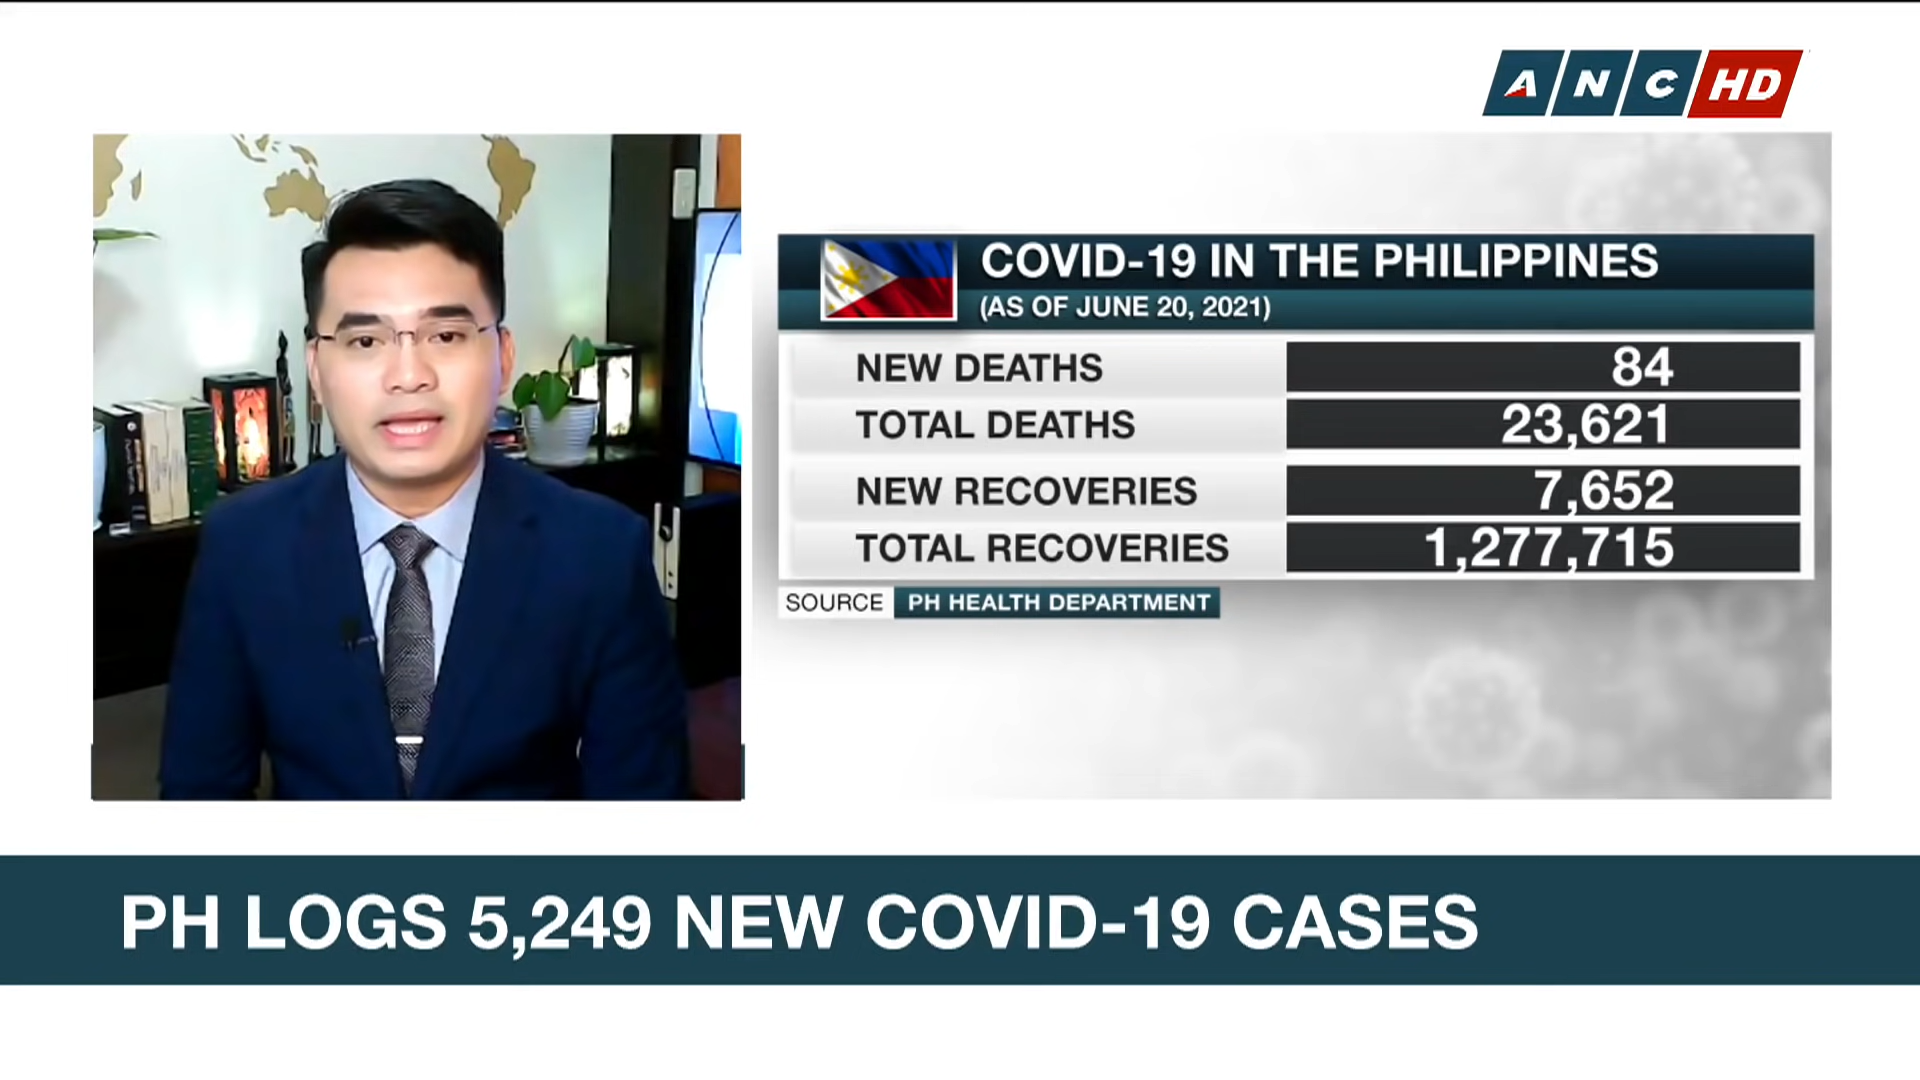 ANC HD
COVID-19 IN THE PHILIPPINES
(AS OF JUNE 20, 2021)
NEW DEATHS 84
TOTAL DEATHS 23,621
NEW RECOVERIES 7,652
TOTAL RECOVERIES 1,277,715
SOURCE PH HEALTH DEPARTMENT
PH LOGS 5,249 NEW COVID-19 CASES